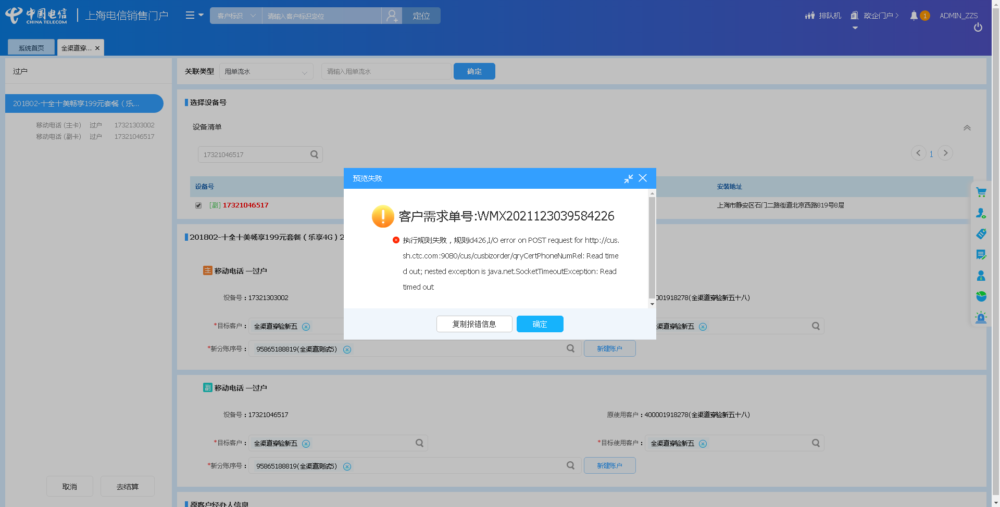 中国电信
CHINA TELECOM
上海电信销售门户
客户标识
请输入客户标识定位
定位
排队机
政企门户
1
ADMIN_ZZS
系统首页
全渠道穿...
过户
201802-十全十美畅享199元套餐（乐...
移动电话 (主卡) 过户 17321303002
移动电话 (副卡) 过户 17321046517
取消
去结算
关联类型
甩单流水
请输入甩单流水
确定
选择设备号
设备清单
17321046517
1
设备号
安装地址
[副] 17321046517
上海市静安区石门二路街道北京西路819号8层
201802-十全十美畅享199元套餐（乐享4G）2
主 移动电话 —过户
设备号：17321303002
001918278(全渠道穿验新五十八)
*目标客户：
全渠道穿验新五
渠道穿验新五
*新分账序号：
95865188819(全渠道测试5)
新建账户
预览失败
客户需求单号:WMX2021123039584226
执行规则失败，规则id426,I/O error on POST request for http://cus.
sh.ctc.com:9080/cus/cusbizorder/qryCertPhoneNumRel: Read time
d out; nested exception is java.net.SocketTimeoutException: Read
timed out
复制报错信息
确定
副 移动电话 —过户
设备号：17321046517
原使用客户：400001918278(全渠道穿验新五十八)
*目标客户：
全渠道穿验新五
*目标使用客户：
全渠道穿验新五
*新分账序号：
95865188819(全渠道测试5)
新建账户
原客户经办人信息